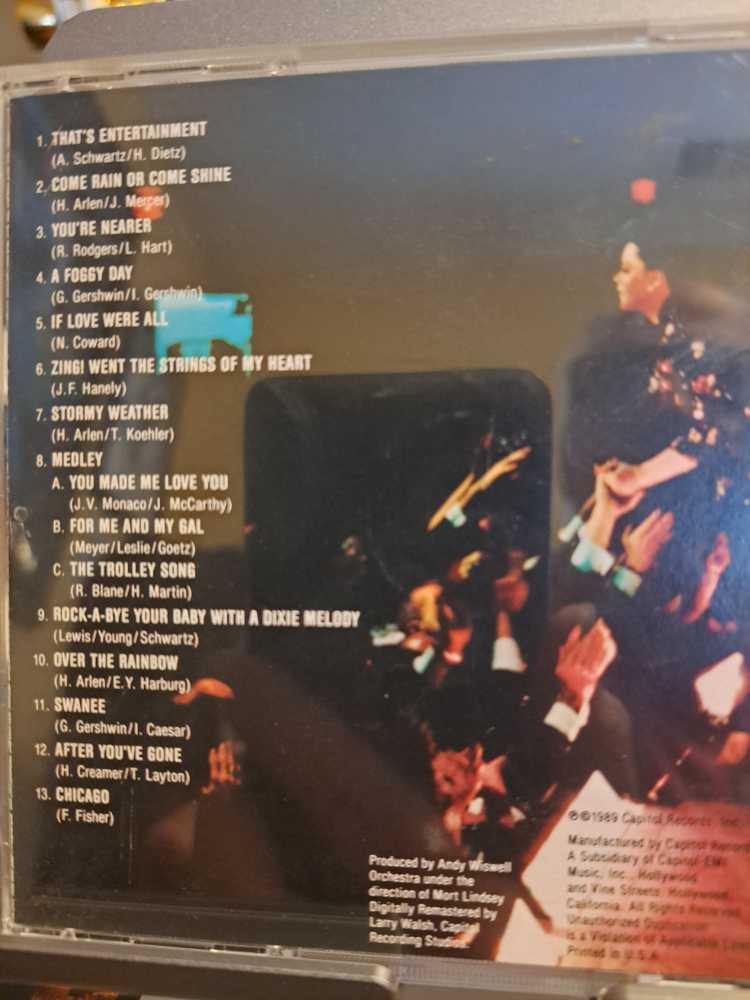 1. THAT'S ENTERTAINMENT
(A. Schwartz/H. Dietz)
2. COME RAIN OR COME SHINE
(H. Arlen/J. Mercer)
3. YOU'RE NEARER
(R. Rodgers/L. Hart)
4. A FOGGY DAY
(G. Gershwin/I. Gershwin)
5. IF LOVE WERE ALL
(N. Coward)
6. ZING! WENT THE STRINGS OF MY HEART
(J.F. Hanely)
7. STORMY WEATHER
(H. Arlen/T. Koehler)
8. MEDLEY
A. YOU MADE ME LOVE YOU
(J.V. Monaco/J. McCarthy)
B. FOR ME AND MY GAL
(Meyer/Leslie/Goetz)
C. THE TROLLEY SONG
(R. Blane/H. Martin)
9. ROCK-A-BYE YOUR BABY WITH A DIXIE MELODY
(Lewis/Young/Schwartz)
10. OVER THE RAINBOW
(H. Arlen/E.Y. Harburg)
11. SWANEE
(G. Gershwin/I. Caesar)
12. AFTER YOU'VE GONE
(H. Creamer/T. Layton)
13. CHICAGO
(F. Fisher)
Produced by Andy Wiswell
Orchestra under the
direction of Mort Lindsey
Digitally Remastered by
Larry Walsh, Capitol
Recording Studios
℗©1989 Capitol Records, Inc.
Manufactured by Capitol Records
A Subsidiary of Capitol-EMI
Music, Inc., Hollywood
and Vine Streets, Hollywood,
California. All Rights Reserved.
Unauthorized Duplication
is a Violation of Applicable Laws
Printed in U.S.A.